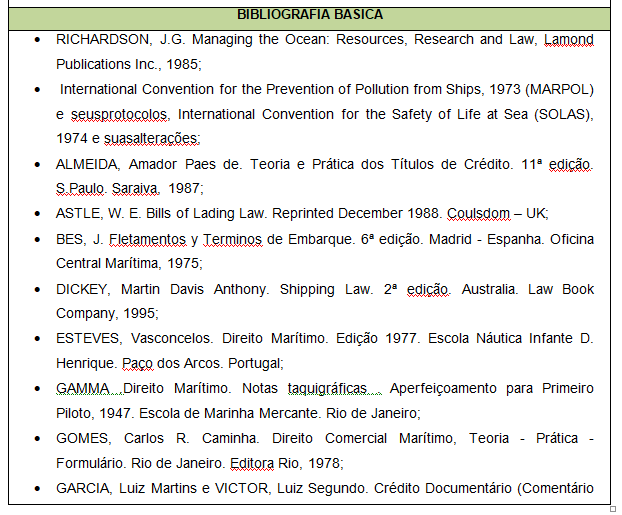 BIBLIOGRAFIA BASICA
• RICHARDSON, J.G. Managing the Ocean: Resources, Research and Law, Lamond
Publications Inc., 1985;
• International Convention for the Prevention of Pollution from Ships, 1973 (MARPOL)
e seusprotocolos, International Convention for the Safety of Life at Sea (SOLAS),
1974 e suasalterações;
• ALMEIDA, Amador Paes de. Teoria e Prática dos Títulos de Crédito. 11ª edição.
S.Paulo. Saraiva, 1987;
• ASTLE, W. E. Bills of Lading Law. Reprinted December 1988. Coulsdom – UK;
• BES, J. Fletamentos y Terminos de Embarque. 6ª edição. Madrid - Espanha. Oficina
Central Marítima, 1975;
• DICKEY, Martin Davis Anthony. Shipping Law. 2ª edição. Australia. Law Book
Company, 1995;
• ESTEVES, Vasconcelos. Direito Marítimo. Edição 1977. Escola Náutica Infante D.
Henrique. Paço dos Arcos. Portugal;
• GAMMA Direito Marítimo. Notas taquigráficas Aperfeiçoamento para Primeiro
Piloto, 1947. Escola de Marinha Mercante. Rio de Janeiro;
• GOMES, Carlos R. Caminha. Direito Comercial Marítimo, Teoria - Prática -
Formulário. Rio de Janeiro. Editora Rio, 1978;
• GARCIA, Luiz Martins e VICTOR, Luiz Segundo. Crédito Documentário (Comentário